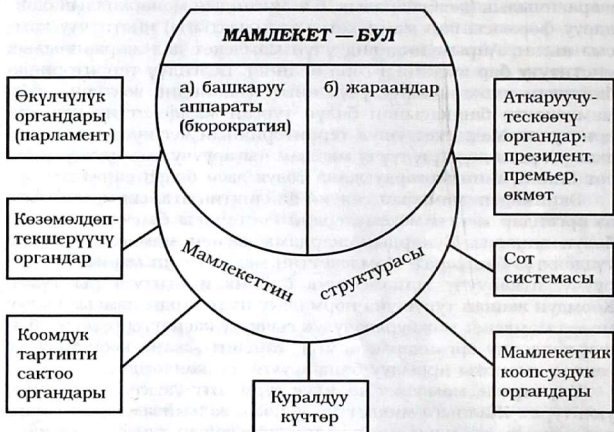 МАМЛЕКЕТ — БУЛ
а) башкаруу
аппараты
(бюрократия)
б) жараандар
Мамлекеттин структурасы
Өкүлчүлүк
органдары
(парламент)
Көзөмөлдөп-
текшерүүчү
органдар
Коомдук
тартипти
сактоо
органдары
Куралдуу
күчтөр
Аткаруучу-
тескөөчү
органдар:
президент,
премьер,
өкмөт
Сот
системасы
Мамлекеттик
коопсуздук
органдары